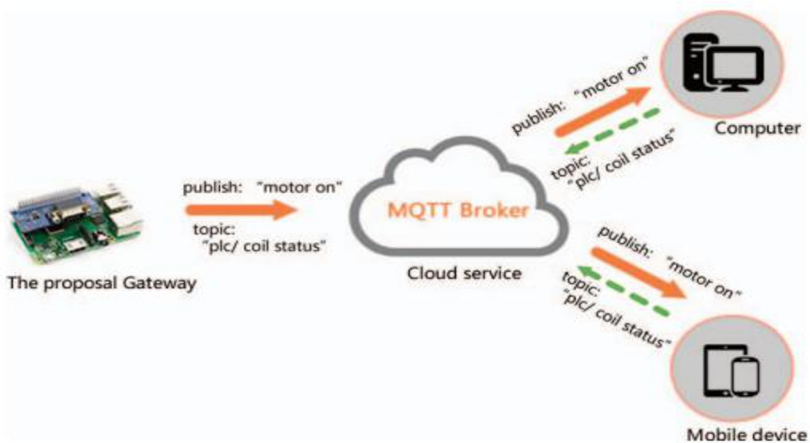 publish: "motor on"
topic:
"plc/ coil status"
The proposal Gateway
MQTT Broker
Cloud service
publish: "motor on"
topic:
"plc/ coil status"
Computer
publish: "motor on"
topic:
"plc/ coil status"
Mobile device